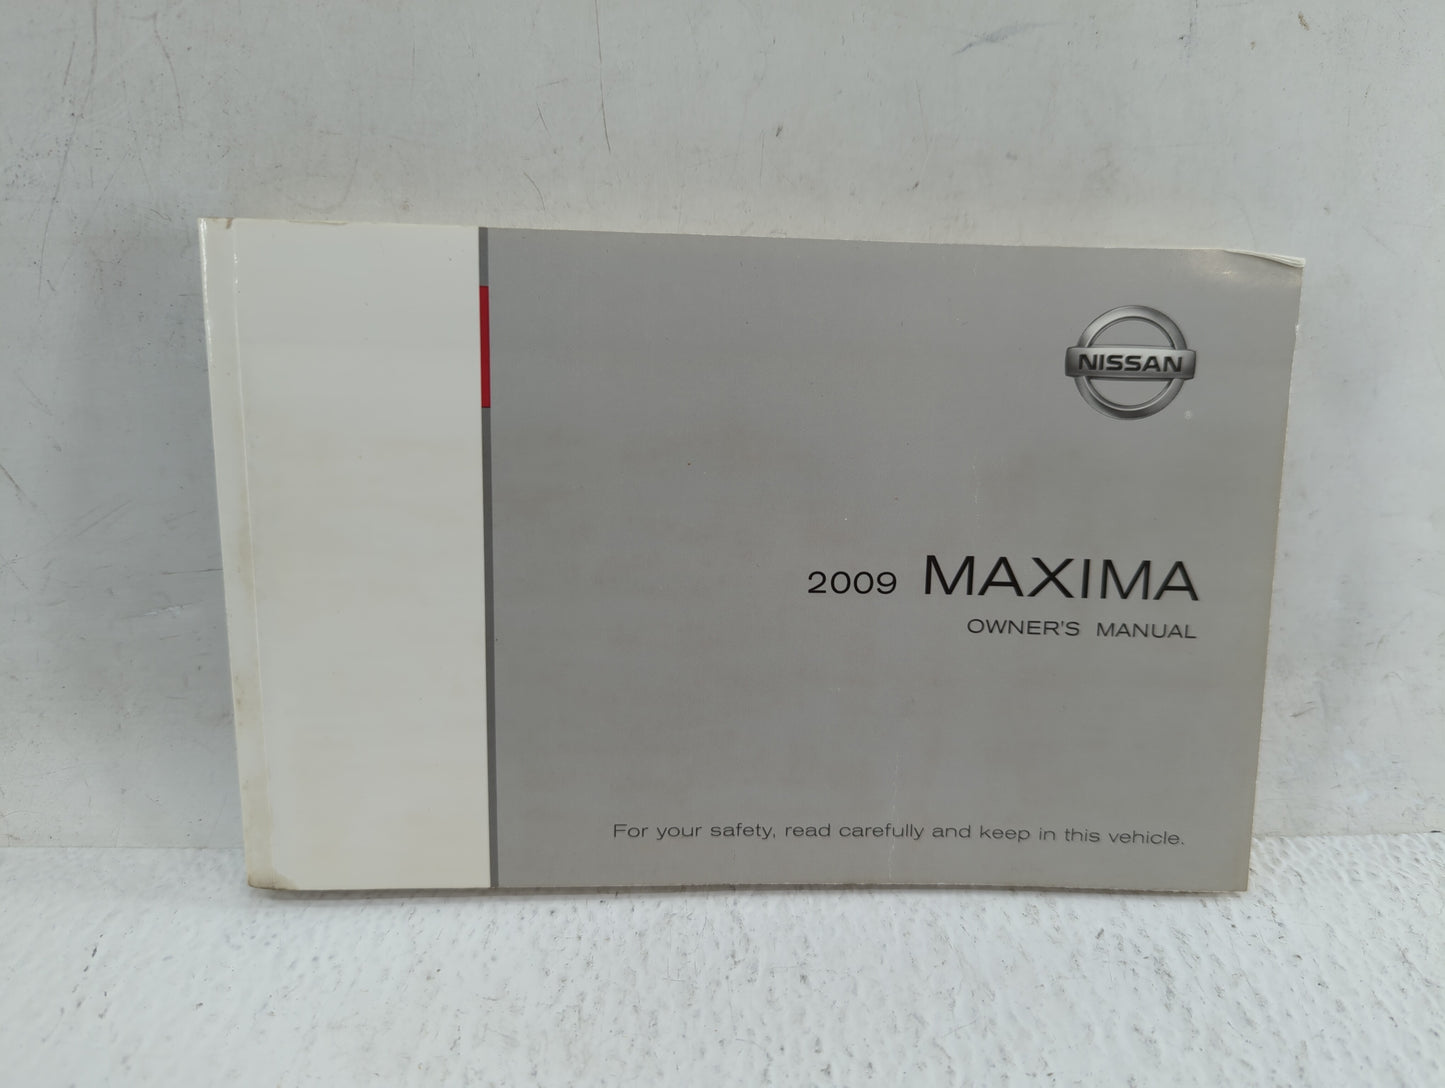 NISSAN
2009 MAXIMA
OWNER'S MANUAL
For your safety, read carefully and keep in this vehicle.